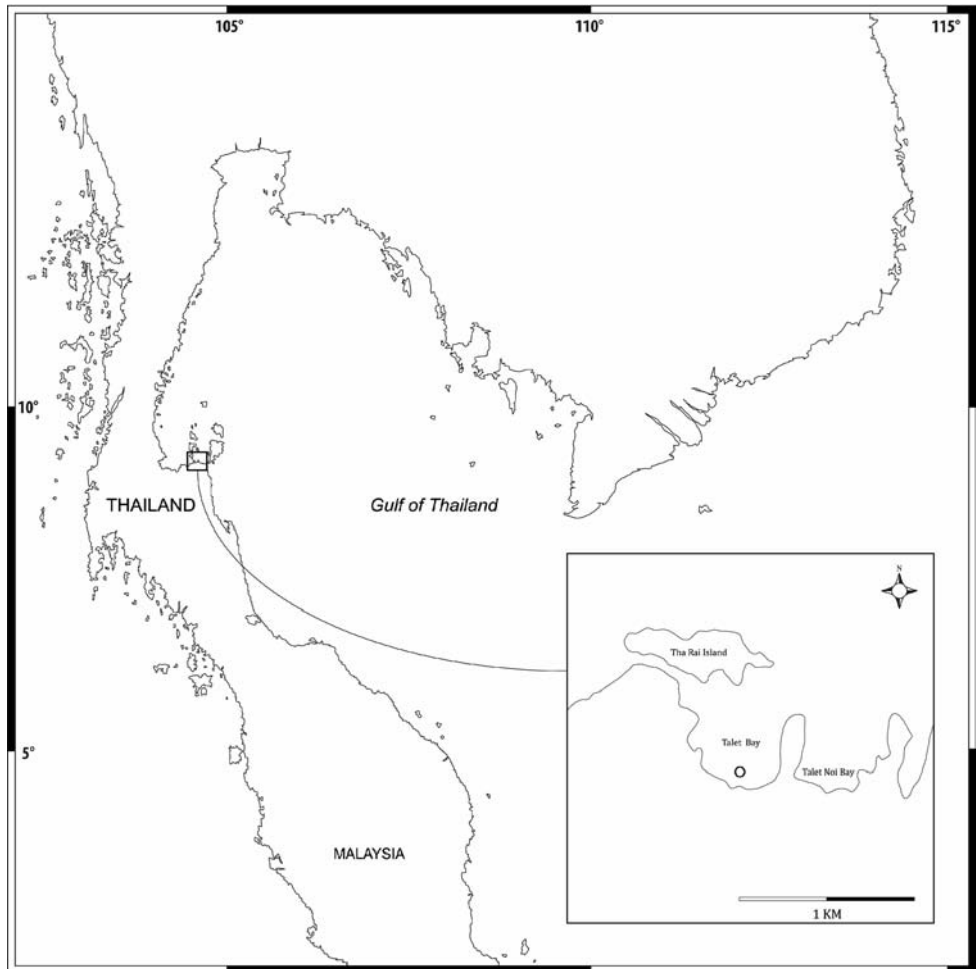 105°
110°
115°
10°
THAILAND
Gulf of Thailand
N
Tha Rai Island
Talet Bay
Talet Noi Bay
5°
MALAYSIA
1 KM